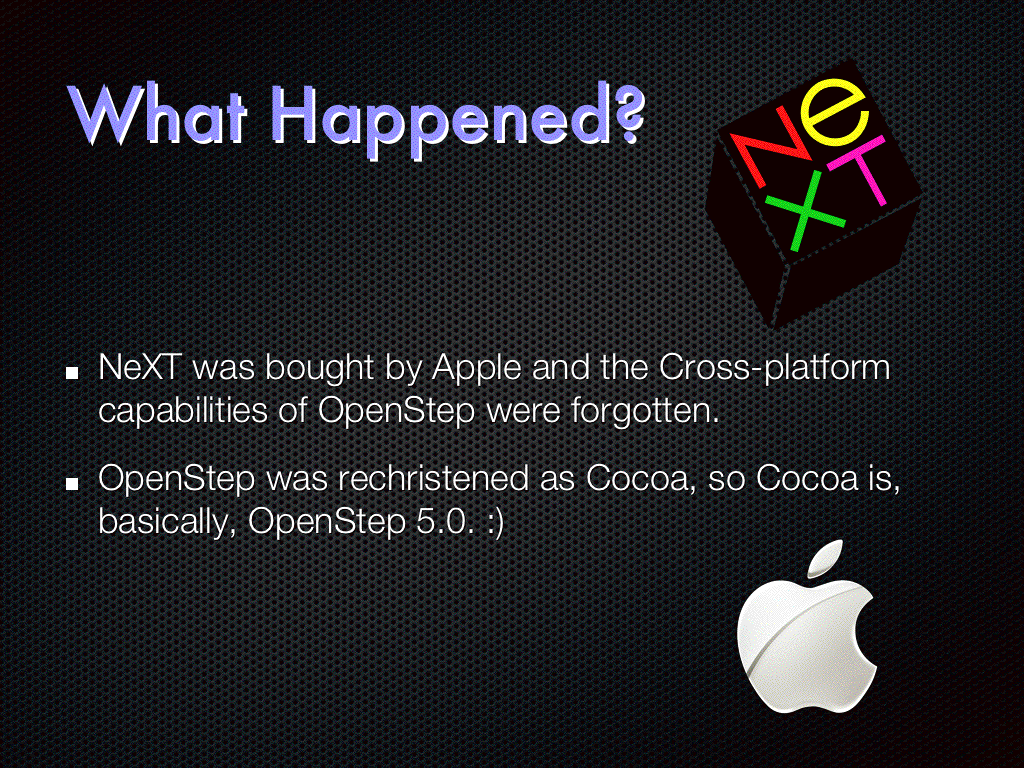 What Happened?
NeXT
NeXT was bought by Apple and the Cross-platform
capabilities of OpenStep were forgotten.
OpenStep was rechristened as Cocoa, so Cocoa is,
basically, OpenStep 5.0. :)